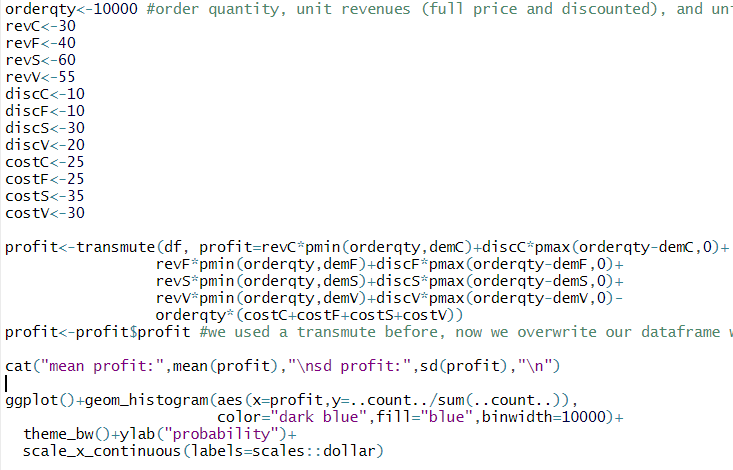 orderqty<-10000 #order quantity, unit revenues (full price and discounted), and un
revC<-30
revF<-40
revS<-60
revV<-55
discC<-10
discF<-10
discS<-30
discV<-20
costC<-25
costF<-25
costS<-35
costV<-30
profit<-transmute(df, profit=revC*pmin(orderqty,demC)+discC*pmax(orderqty-demC,0)+
revF*pmin(orderqty,demF)+discF*pmax(orderqty-demF,0)+
revS*pmin(orderqty,demS)+discS*pmax(orderqty-demS,0)+
revV*pmin(orderqty,demV)+discV*pmax(orderqty-demV,0)-
orderqty*(costC+costF+costS+costV))
profit<-profit$profit #we used a transmute before, now we overwrite our dataframe w
cat("mean profit:",mean(profit),"\nsd profit:",sd(profit),"\n")
ggplot()+geom_histogram(aes(x=profit,y=..count../sum(..count..)),
color="dark blue",fill="blue",binwidth=10000)+
theme_bw()+ylab("probability")+
scale_x_continuous(labels=scales::dollar)